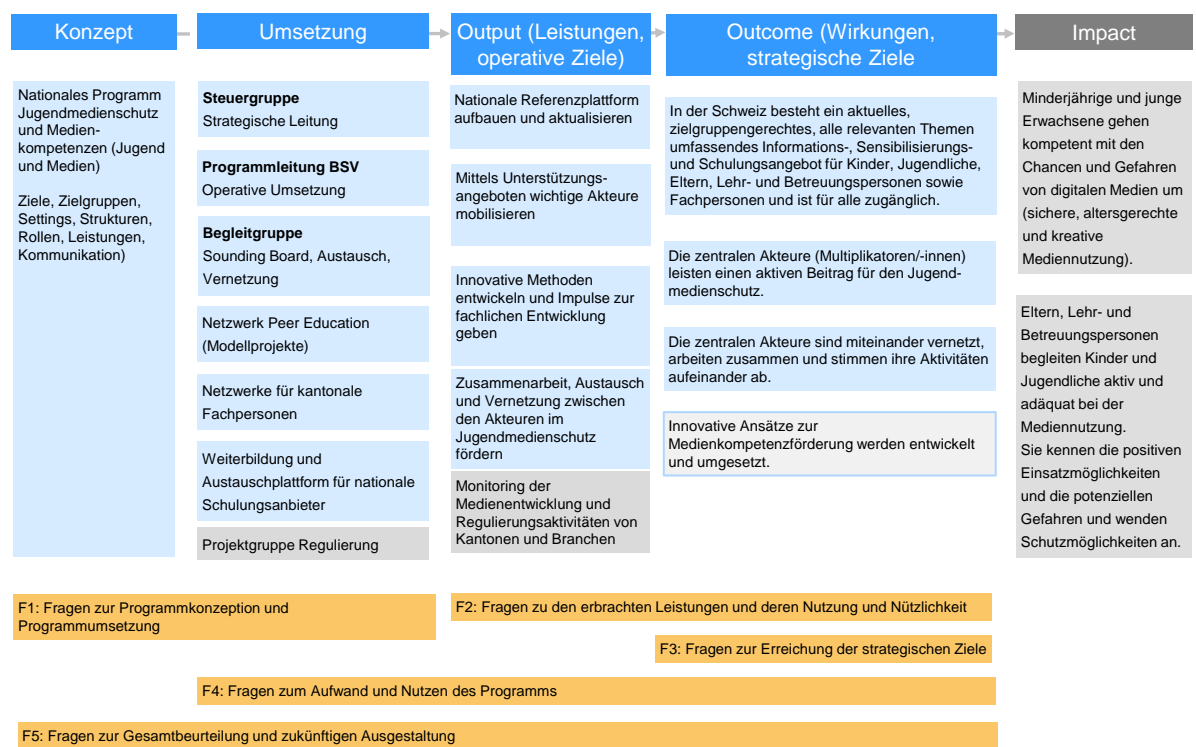 Konzept
Umsetzung
Output (Leistungen,
operative Ziele)
Outcome (Wirkungen,
strategische Ziele
Impact
Nationales Programm
Jugendmedienschutz
und Medien-
kompetenzen (Jugend
und Medien)
Ziele, Zielgruppen,
Settings, Strukturen,
Rollen, Leistungen,
Kommunikation)
Steuergruppe
Strategische Leitung
Programmleitung BSV
Operative Umsetzung
Begleitgruppe
Sounding Board, Austausch,
Vernetzung
Netzwerk Peer Education
(Modellprojekte)
Netzwerke für kantonale
Fachpersonen
Weiterbildung und
Austauschplattform für nationale
Schulungsanbieter
Projektgruppe Regulierung
Nationale Referenzplattform
aufbauen und aktualisieren
Mittels Unterstützungs-
angeboten wichtige Akteure
mobilisieren
Innovative Methoden
entwickeln und Impulse zur
fachlichen Entwicklung
geben
Zusammenarbeit, Austausch
und Vernetzung zwischen
den Akteuren im
Jugendmedienschutz
fördern
Monitoring der
Medienentwicklung und
Regulierungsaktivitäten von
Kantonen und Branchen
In der Schweiz besteht ein aktuelles,
zielgruppengerechtes, alle relevanten Themen
umfassendes Informations-, Sensibilisierungs-
und Schulungsangebot für Kinder, Jugendliche,
Eltern, Lehr- und Betreuungspersonen sowie
Fachpersonen und ist für alle zugänglich.
Die zentralen Akteure (Multiplikatoren/-innen)
leisten einen aktiven Beitrag für den Jugend-
medienschutz.
Die zentralen Akteure sind miteinander vernetzt,
arbeiten zusammen und stimmen ihre Aktivitäten
aufeinander ab.
Innovative Ansätze zur
Medienkompetenzförderung werden entwickelt
und umgesetzt.
Minderjährige und junge
Erwachsene gehen
kompetent mit den
Chancen und Gefahren
von digitalen Medien um
(sichere, altersgerechte
und kreative
Mediennutzung).
Eltern, Lehr- und
Betreuungspersonen
begleiten Kinder und
Jugendliche aktiv und
adäquat bei der
Mediennutzung.
Sie kennen die positiven
Einsatzmöglichkeiten
und die potenziellen
Gefahren und wenden
Schutzmöglichkeiten an.
F1: Fragen zur Programmkonzeption und
Programmumsetzung
F2: Fragen zu den erbrachten Leistungen und deren Nutzung und Nützlichkeit
F3: Fragen zur Erreichung der strategischen Ziele
F4: Fragen zum Aufwand und Nutzen des Programms
F5: Fragen zur Gesamtbeurteilung und zukünftigen Ausgestaltung